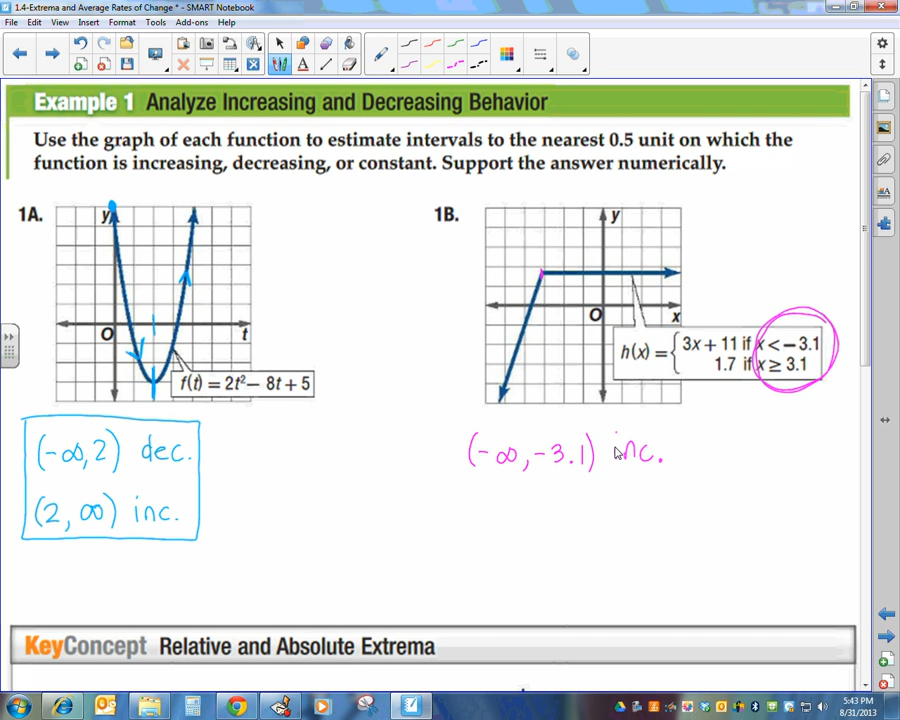 1.4-Extrema and Average Rates of Change * - SMART Notebook
File Edit View Insert Format Tools Add-ons Help
Example 1 Analyze Increasing and Decreasing Behavior
Use the graph of each function to estimate intervals to the nearest 0.5 unit on which the
function is increasing, decreasing, or constant. Support the answer numerically.
1A.
y
O
t
f(t) = 2t² − 8t + 5
(-∞, 2) dec.
(2, ∞) inc.
1B.
y
O
x
h(x) = { 3x + 11 if x < −3.1
1.7 if x ≥ 3.1
(-∞, -3.1) inc.
KeyConcept Relative and Absolute Extrema
5:43 PM
8/31/2013